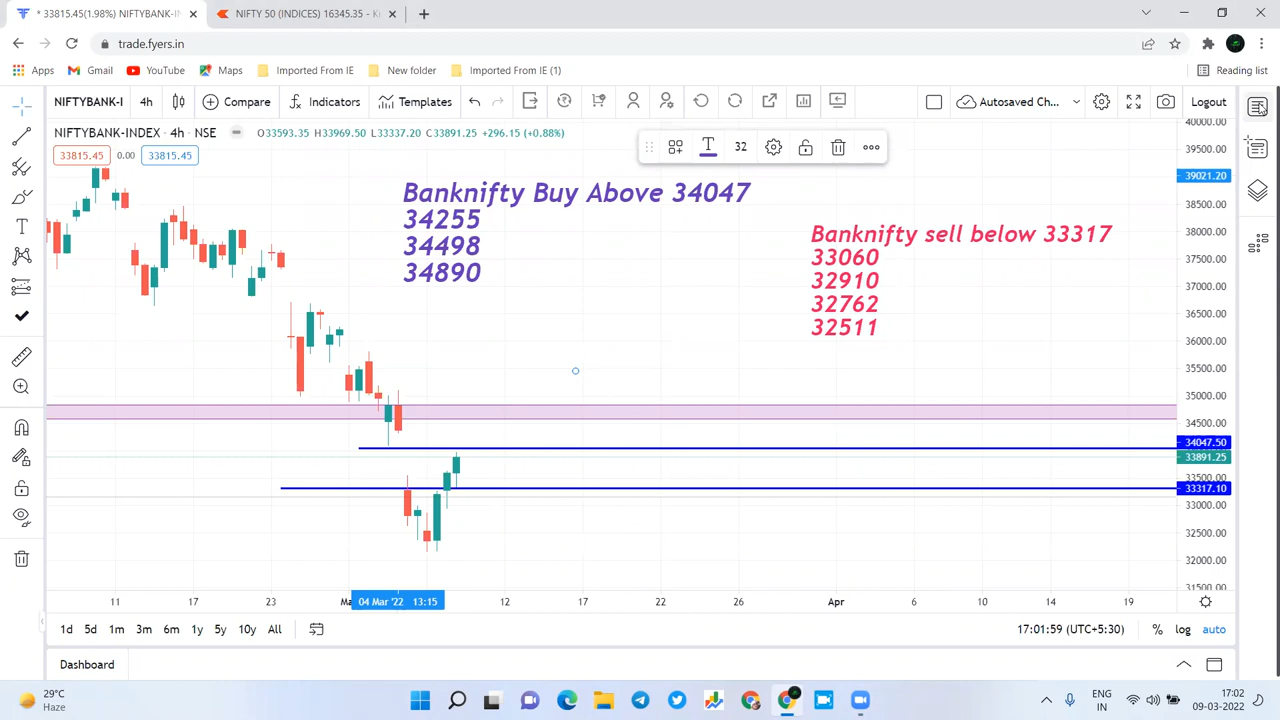 * 33815.45(1.98%) NIFTYBANK-IND
NIFTY 50 (INDICES) 16345.35 - K
trade.fyers.in
Apps
Gmail
YouTube
Maps
Imported From IE
New folder
Imported From IE (1)
Reading list
NIFTYBANK-I
4h
Compare
Indicators
Templates
Autosaved Ch...
Logout
NIFTYBANK-INDEX • 4h • NSE
O33593.35 H33969.50 L33337.20 C33891.25 +296.15 (+0.88%)
33815.45 0.00 33815.45
T 32
Banknifty Buy Above 34047
34255
34498
34890
Banknifty sell below 33317
33060
32910
32762
32511
40000.00
39500.00
39021.20
38500.00
38000.00
37500.00
37000.00
36500.00
36000.00
35500.00
35000.00
34500.00
34047.50
33891.25
33500.00
33317.10
33000.00
32500.00
32000.00
31500.00
11 17 23 Ma 04 Mar '22 13:15 12 17 22 26 Apr 6 10 14 19
1d 5d 1m 3m 6m 1y 5y 10y All
17:01:59 (UTC+5:30) % log auto
Dashboard
29°C
Haze
ENG
IN
17:02
09-03-2022